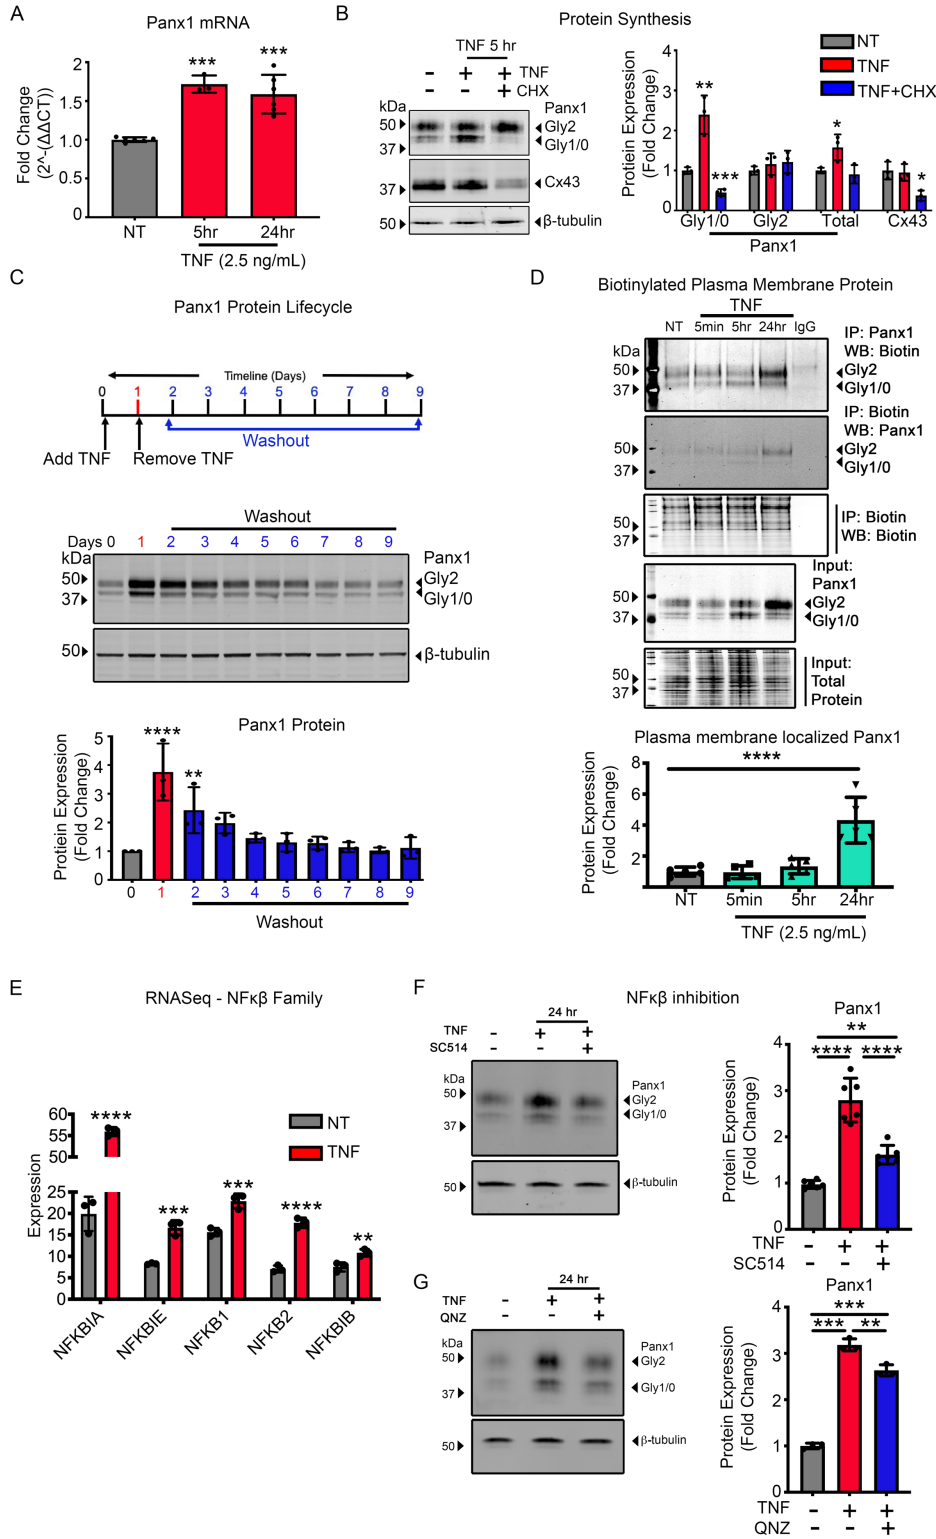 A
Panx1 mRNA
Fold Change
(2^-(ΔΔCT))
2.0
1.5
1.0
0.5
0
***
***
NT
5hr
24hr
TNF (2.5 ng/mL)
B
Protein Synthesis
TNF 5 hr
- + + TNF
- - + CHX
kDa
Panx1
50
Gly2
Gly1/0
37
37
Cx43
50
β-tubulin
NT
TNF
TNF+CHX
Protiein Expression
(Fold Change)
4
3
2
1
0
**
***
*
*
Gly1/0
Gly2
Total
Cx43
Panx1
C
Panx1 Protein Lifecycle
Timeline (Days)
0 1 2 3 4 5 6 7 8 9
Washout
Add TNF
Remove TNF
Washout
Days 0 1 2 3 4 5 6 7 8 9
kDa
Panx1
50
Gly2
37
Gly1/0
50
β-tubulin
Panx1 Protein
Protiein Expression
(Fold Change)
5
4
3
2
1
0
****
**
0 1 2 3 4 5 6 7 8 9
Washout
D
Biotinylated Plasma Membrane Protein
TNF
NT 5min 5hr 24hr IgG
kDa
IP: Panx1
WB: Biotin
50
Gly2
37
Gly1/0
IP: Biotin
WB: Panx1
50
Gly2
37
Gly1/0
50
37
IP: Biotin
WB: Biotin
Input:
Panx1
50
Gly2
37
Gly1/0
50
37
Input:
Total
Protein
Plasma membrane localized Panx1
Protein Expression
(Fold Change)
8
6
4
2
****
NT
5min
5hr
24hr
TNF (2.5 ng/mL)
E
RNASeq - NFκβ Family
Expression
60
55
50
25
20
15
10
5
0
****
***
***
****
**
NT
TNF
NFKBIA
NFKBIE
NFKB1
NFKB2
NFKBIB
F
NFκβ inhibition
24 hr
TNF - + +
SC514 - - +
kDa
Panx1
50
Gly2
Gly1/0
37
50
β-tubulin
Panx1
Protein Expression
(Fold Change)
4
3
2
1
0
**
****
****
TNF - + +
SC514 - - +
G
24 hr
TNF - + +
QNZ - - +
kDa
Panx1
50
Gly2
37
Gly1/0
50
β-tubulin
Panx1
Protein Expression
(Fold Change)
4
3
2
1
0
***
***
**
TNF - + +
QNZ - - +